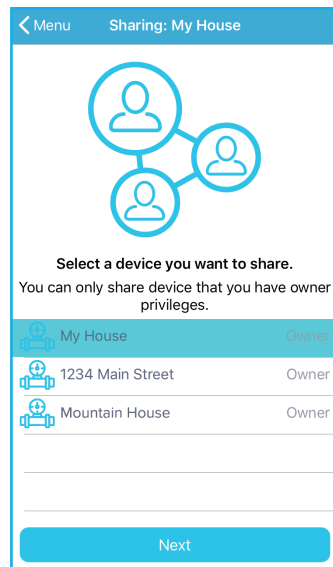 Menu Sharing: My House
Select a device you want to share.
You can only share device that you have owner
privileges.
My House Owner
1234 Main Street Owner
Mountain House Owner
Next